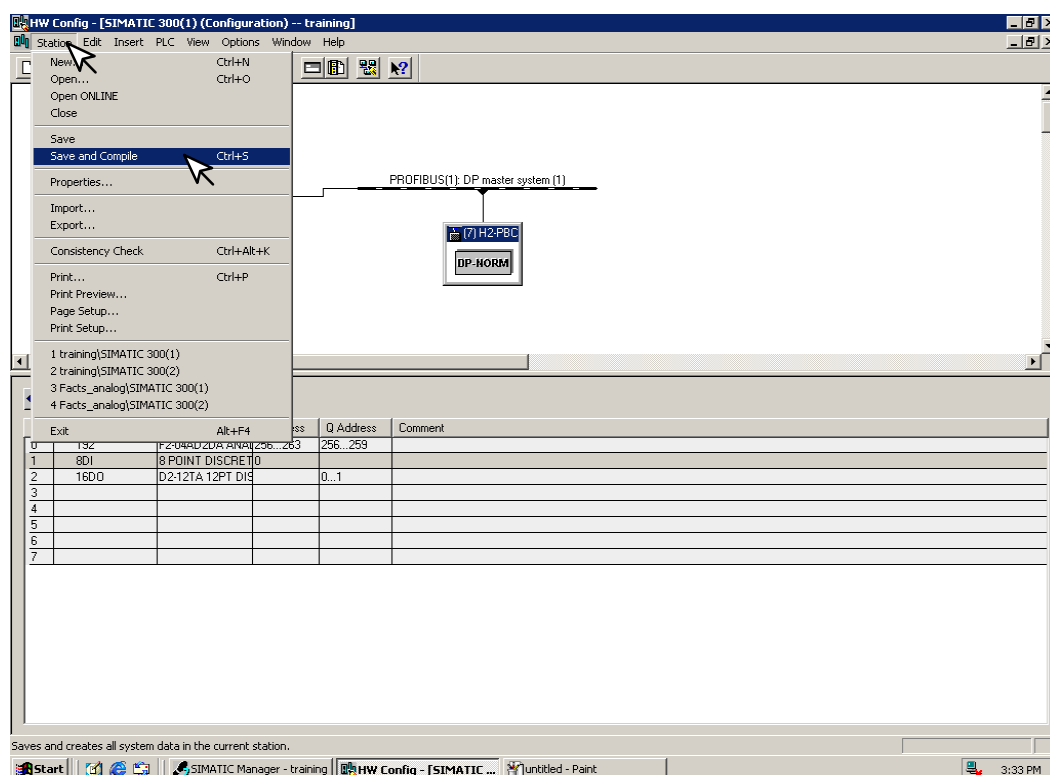 HW Config - [SIMATIC 300(1) (Configuration) -- training]
Station Edit Insert PLC View Options Window Help
New... Ctrl+N
Open... Ctrl+O
Open ONLINE
Close
Save
Save and Compile Ctrl+S
Properties...
Import...
Export...
Consistency Check Ctrl+Alt+K
Print... Ctrl+P
Print Preview...
Page Setup...
Print Setup...
1 training\SIMATIC 300(1)
2 training\SIMATIC 300(2)
3 Facts_analog\SIMATIC 300(1)
4 Facts_analog\SIMATIC 300(2)
Exit Alt+F4
PROFIBUS(1): DP master system (1)
(7) H2-PBC
DP-NORM
ess Q Address Comment
0 192 F2-04AD2DA ANAL 256...263 256...259
1 8DI 8 POINT DISCRET 0
2 16DO D2-12TA 12PT DIS 0...1
3
4
5
6
7
Saves and creates all system data in the current station.
Start SIMATIC Manager - training HW Config - [SIMATIC ... untitled - Paint 3:33 PM